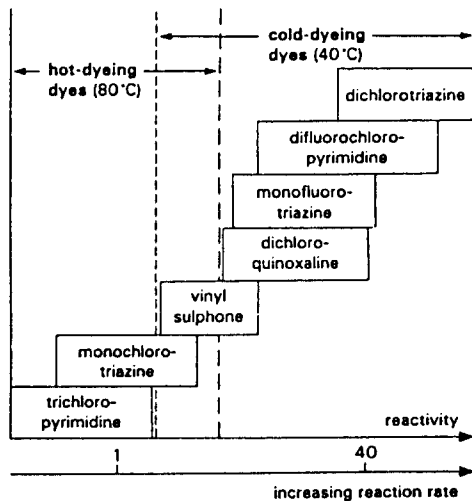 cold-dyeing
dyes (40°C)
hot-dyeing
dyes (80°C)
dichlorotriazine
difluorochloro-
pyrimidine
monofluoro-
triazine
dichloro-
quinoxaline
vinyl
sulphone
monochloro-
triazine
trichloro-
pyrimidine
reactivity
1
40
increasing reaction rate